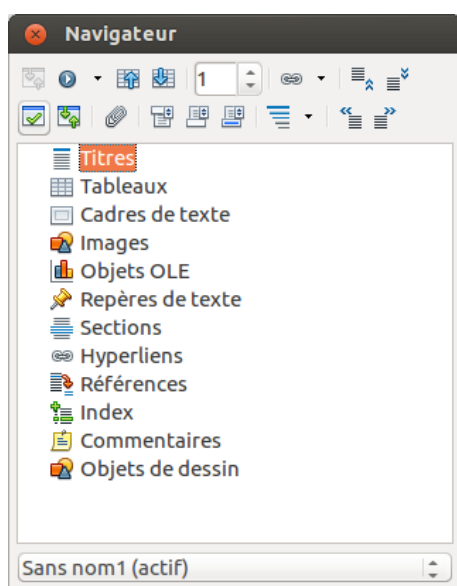 Navigateur
1
Titres
Tableaux
Cadres de texte
Images
Objets OLE
Repères de texte
Sections
Hyperliens
Références
Index
Commentaires
Objets de dessin
Sans nom1 (actif)